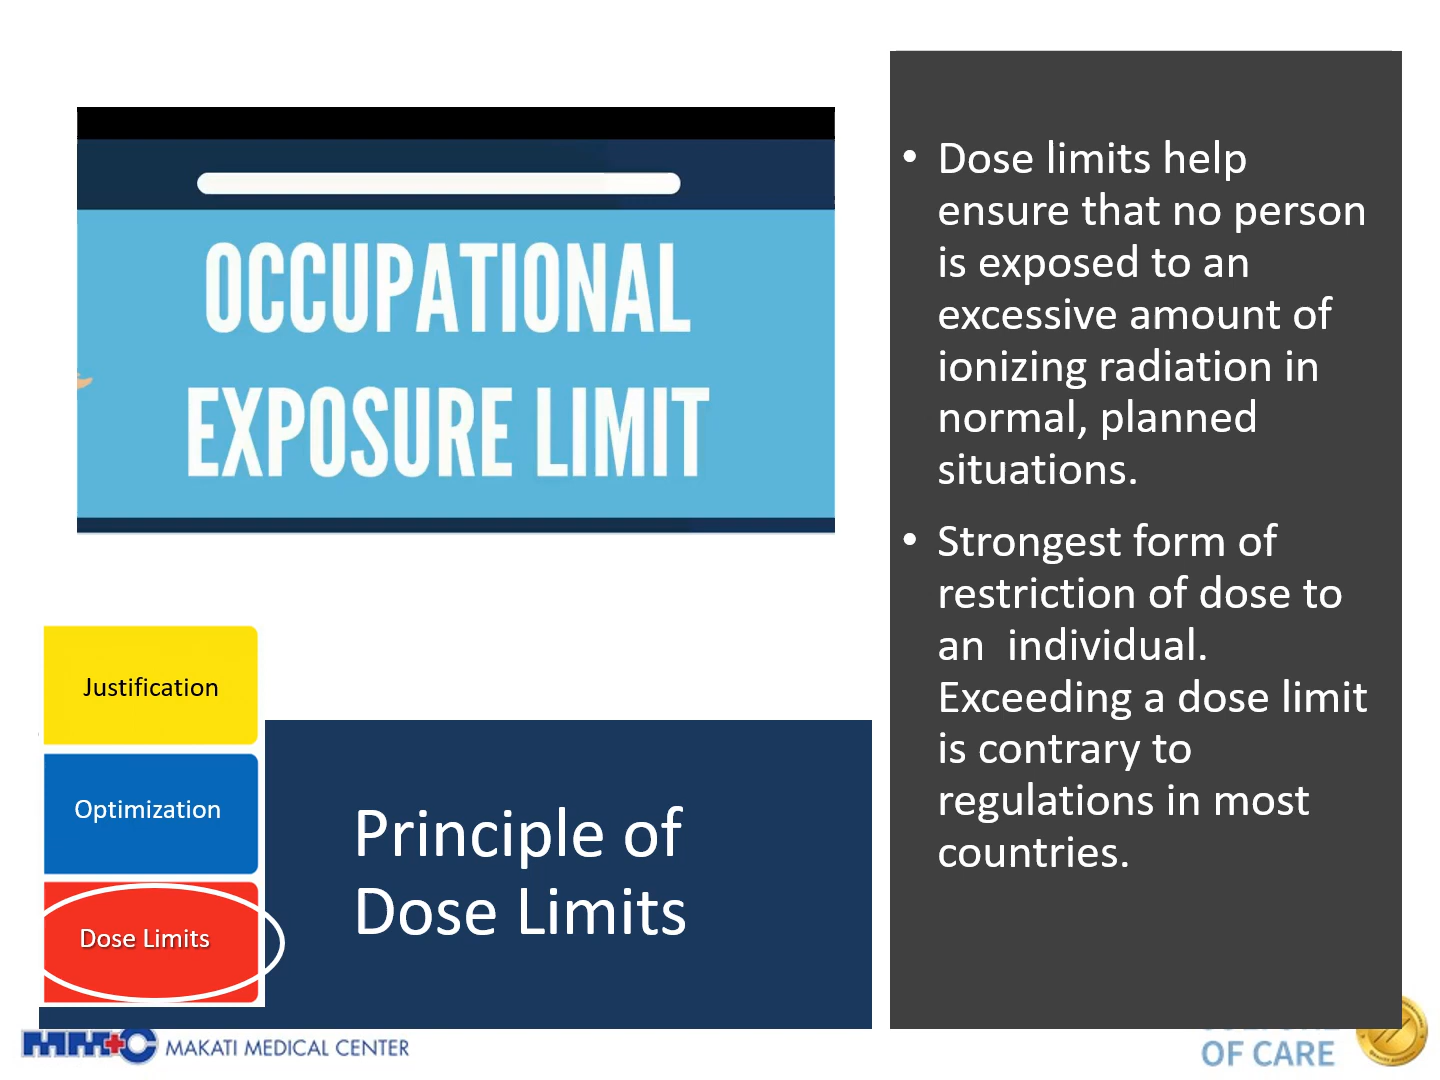 OCCUPATIONAL
EXPOSURE LIMIT
Justification
Optimization
Dose Limits
Principle of
Dose Limits
• Dose limits help
ensure that no person
is exposed to an
excessive amount of
ionizing radiation in
normal, planned
situations.
• Strongest form of
restriction of dose to
an  individual.
Exceeding a dose limit
is contrary to
regulations in most
countries.
MMC MAKATI MEDICAL CENTER
OF CARE